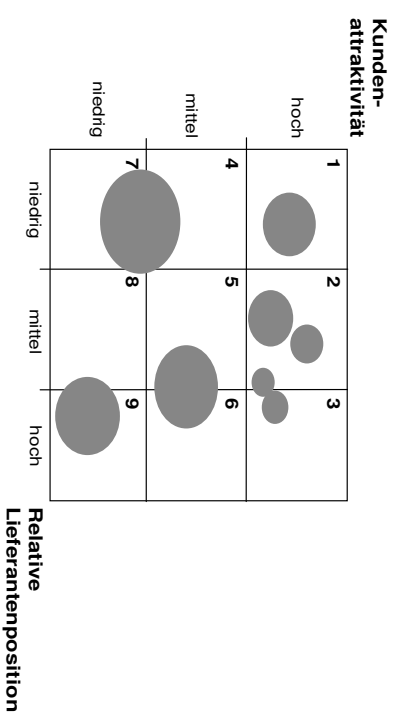 Kunden-
attraktivität
hoch
mittel
niedrig
1
2
3
4
5
6
7
8
9
niedrig
mittel
hoch
Relative
Lieferantenposition